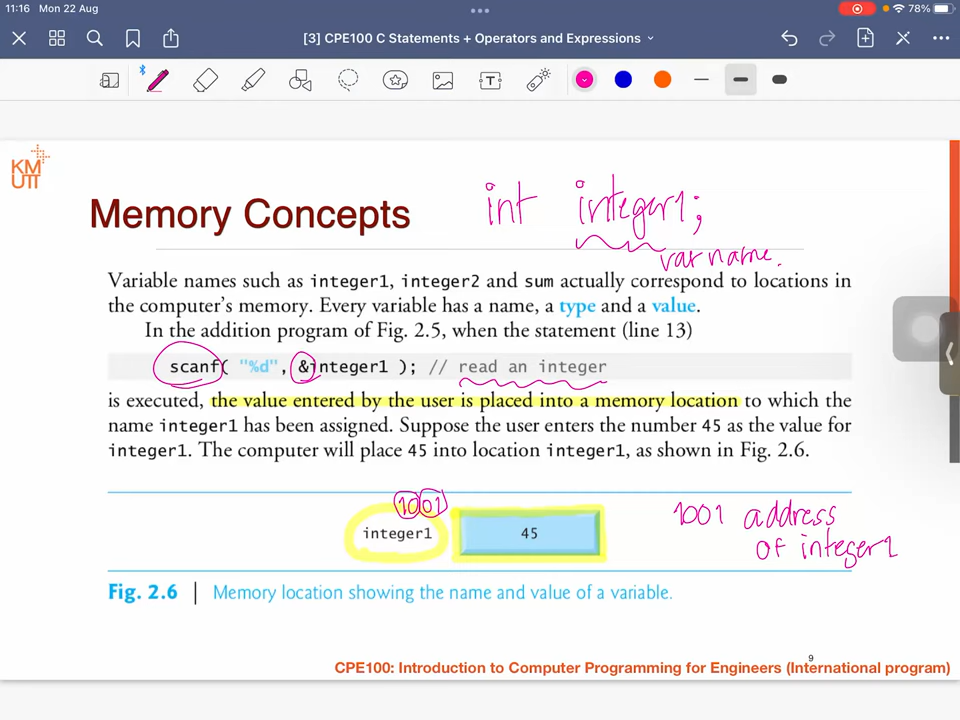 11:16 Mon 22 Aug
78%
[3] CPE100 C Statements + Operators and Expressions
KM
UTT
Memory Concepts
int integer1;
var name.
Variable names such as integer1, integer2 and sum actually correspond to locations in
the computer's memory. Every variable has a name, a type and a value.
In the addition program of Fig. 2.5, when the statement (line 13)
scanf( "%d", &integer1 ); // read an integer
is executed, the value entered by the user is placed into a memory location to which the
name integer1 has been assigned. Suppose the user enters the number 45 as the value for
integer1. The computer will place 45 into location integer1, as shown in Fig. 2.6.
1001
integer1 45
1001 address
of integer1
Fig. 2.6 | Memory location showing the name and value of a variable.
9
CPE100: Introduction to Computer Programming for Engineers (International program)